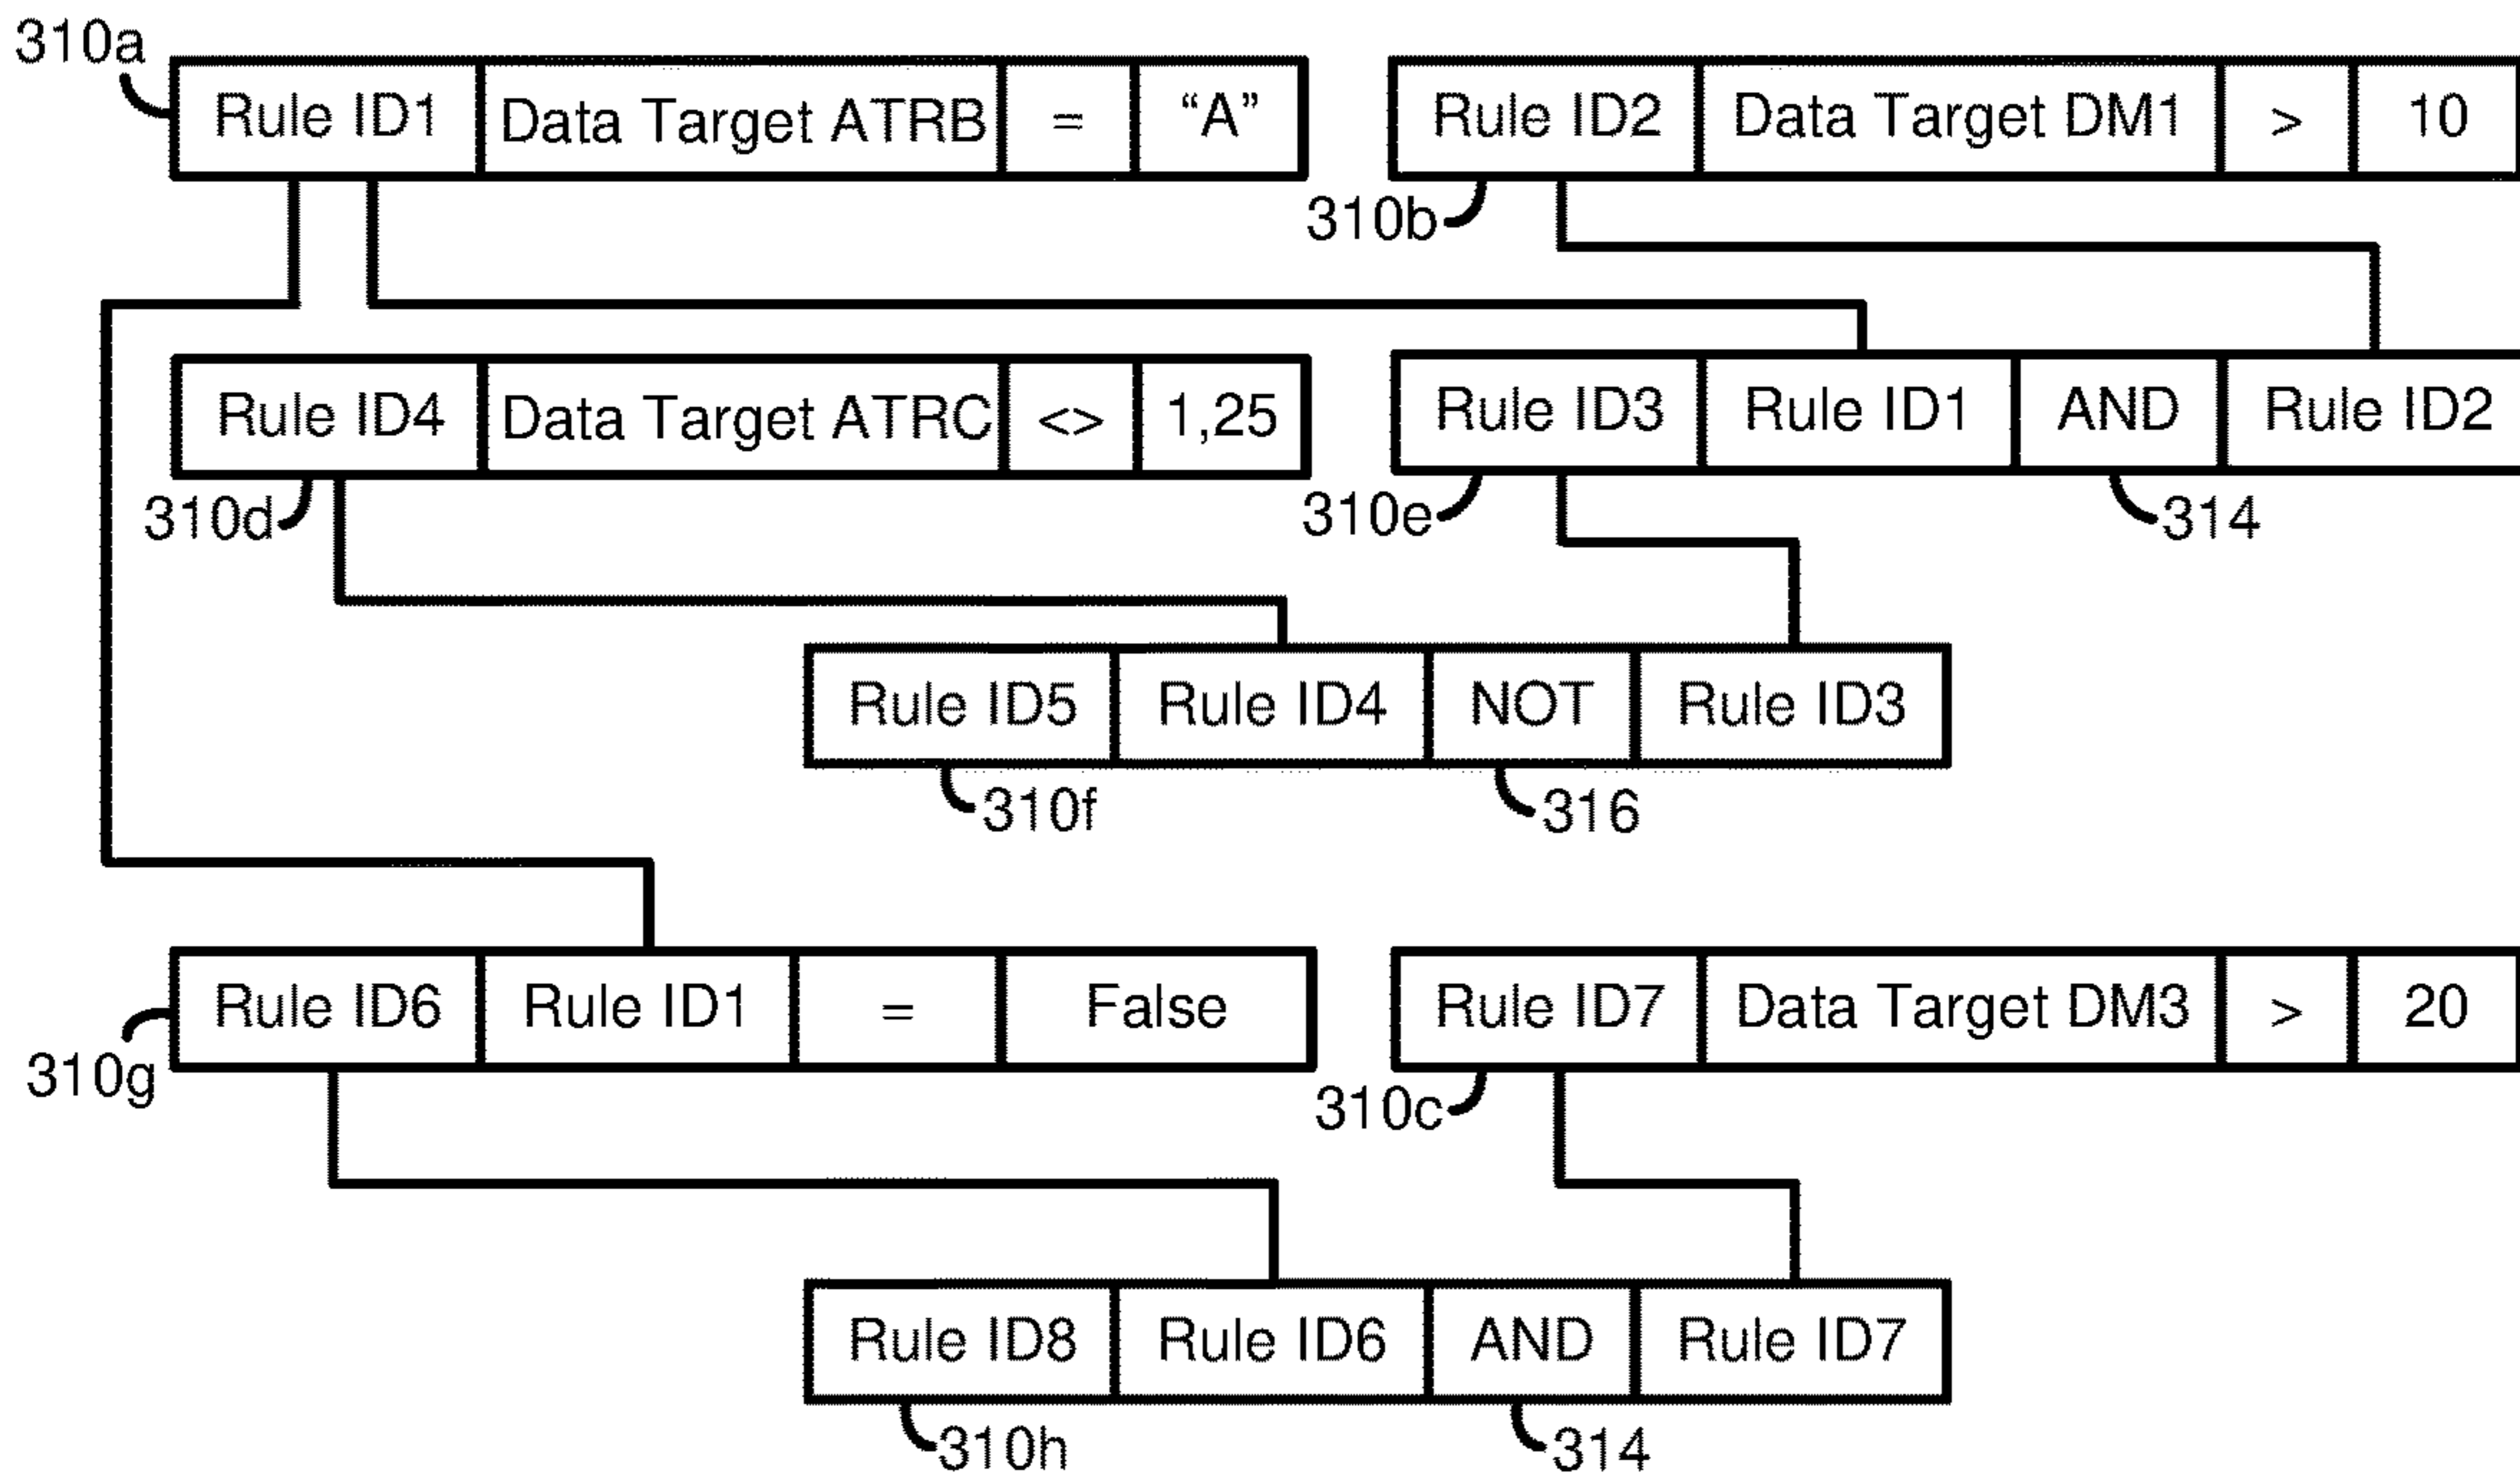 310a
Rule ID1 Data Target ATRB = “A”
Rule ID2 Data Target DM1 > 10
310b
Rule ID4 Data Target ATRC <> 1,25
Rule ID3 Rule ID1 AND Rule ID2
310d
310e
314
Rule ID5 Rule ID4 NOT Rule ID3
310f
316
Rule ID6 Rule ID1 = False
Rule ID7 Data Target DM3 > 20
310g
310c
Rule ID8 Rule ID6 AND Rule ID7
310h
314